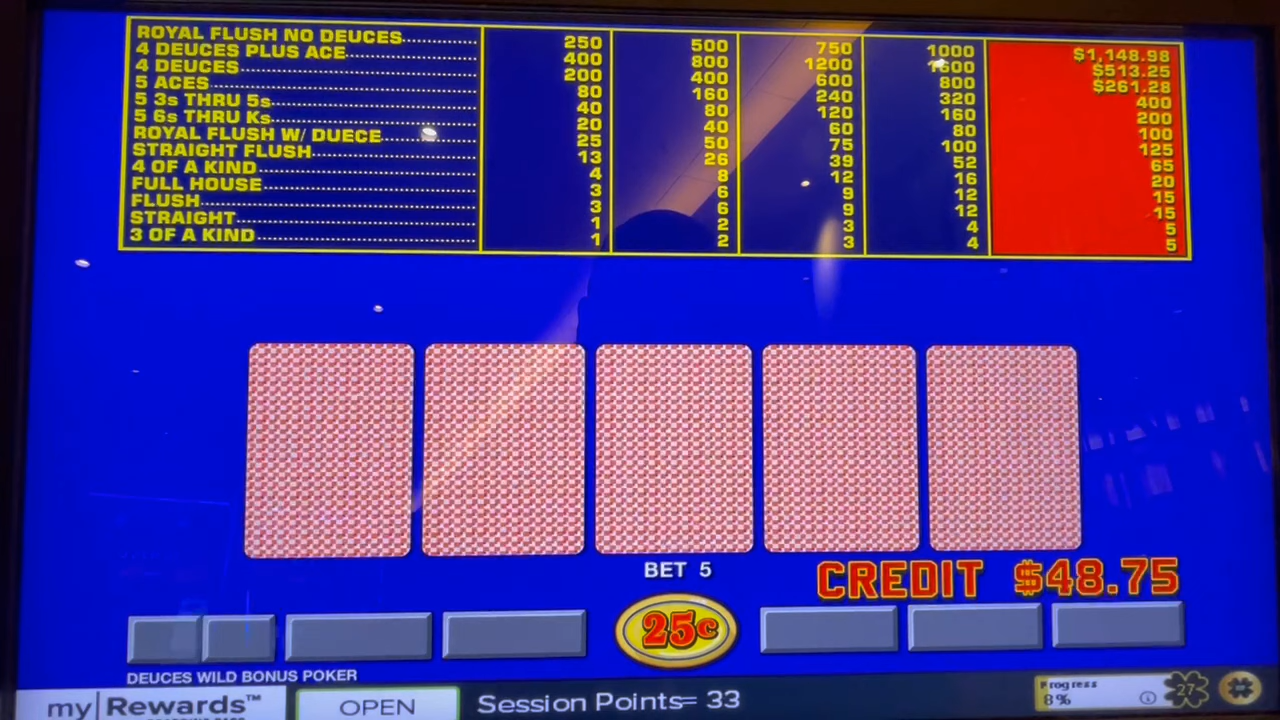 ROYAL FLUSH NO DEUCES 250 500 750 1000 $1,148.98
4 DEUCES PLUS ACE 400 800 1200 1600 $513.25
4 DEUCES 200 400 600 800 $261.28
5 ACES 80 160 240 320 400
5 3s THRU 5s 40 80 120 160 200
5 6s THRU Ks 20 40 60 80 100
ROYAL FLUSH W/ DUECE 25 50 75 100 125
STRAIGHT FLUSH 13 26 39 52 65
4 OF A KIND 4 8 12 16 20
FULL HOUSE 3 6 9 12 15
FLUSH 3 6 9 12 15
STRAIGHT 1 2 3 4 5
3 OF A KIND 1 2 3 4 5
BET 5
CREDIT $48.75
25¢
DEUCES WILD BONUS POKER
my|Rewards™
OPEN
Session Points= 33
Progress
8%
27